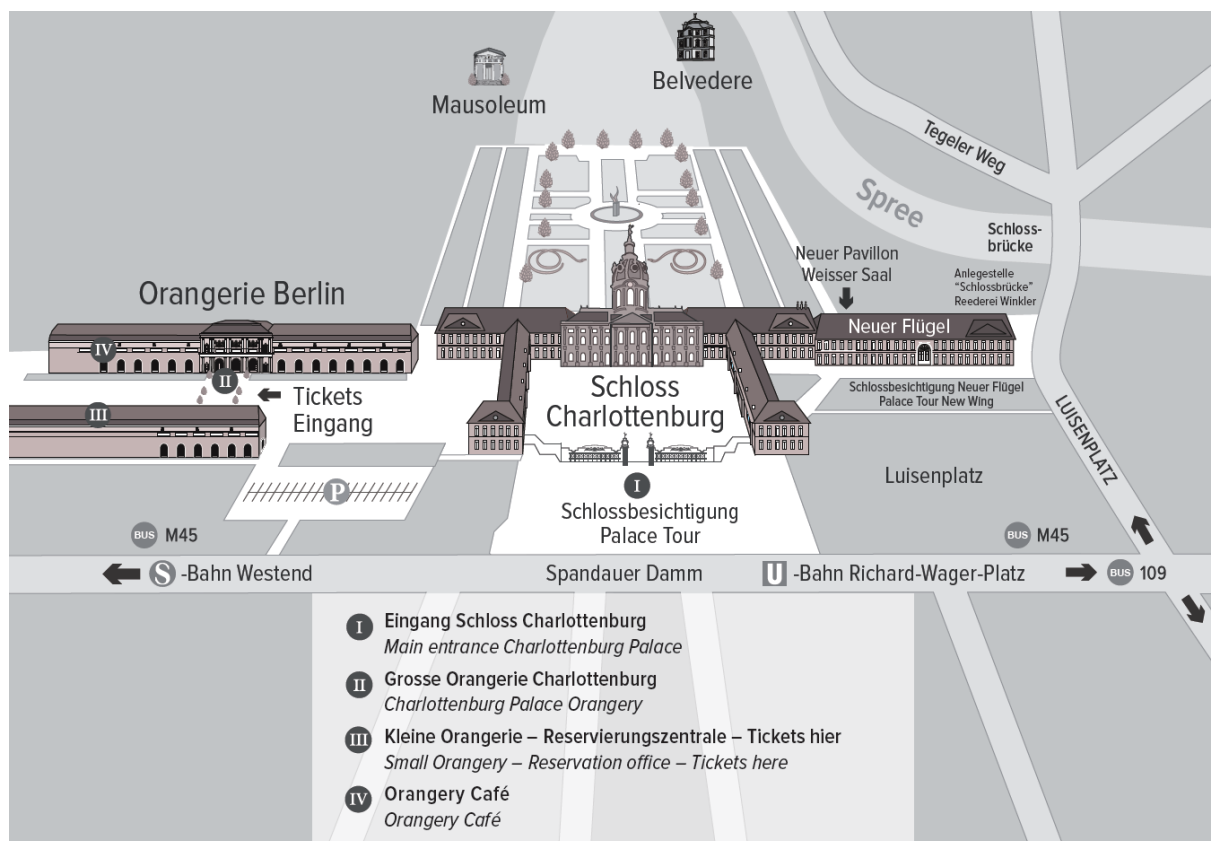 Mausoleum
Belvedere
Tegeler Weg
Spree
Schloss-
brücke
Neuer Pavillon
Weisser Saal
Anlegestelle
“Schlossbrücke”
Reederei Winkler
Orangerie Berlin
Neuer Flügel
IV
II
Tickets
Eingang
III
Schloss
Charlottenburg
Schlossbesichtigung Neuer Flügel
Palace Tour New Wing
LUISENPLATZ
Luisenplatz
P
I
Schlossbesichtigung
Palace Tour
BUS M45
BUS M45
S -Bahn Westend
Spandauer Damm
U -Bahn Richard-Wager-Platz
BUS 109
I Eingang Schloss Charlottenburg
Main entrance Charlottenburg Palace
II Grosse Orangerie Charlottenburg
Charlottenburg Palace Orangery
III Kleine Orangerie – Reservierungszentrale – Tickets hier
Small Orangery – Reservation office – Tickets here
IV Orangery Café
Orangery Café